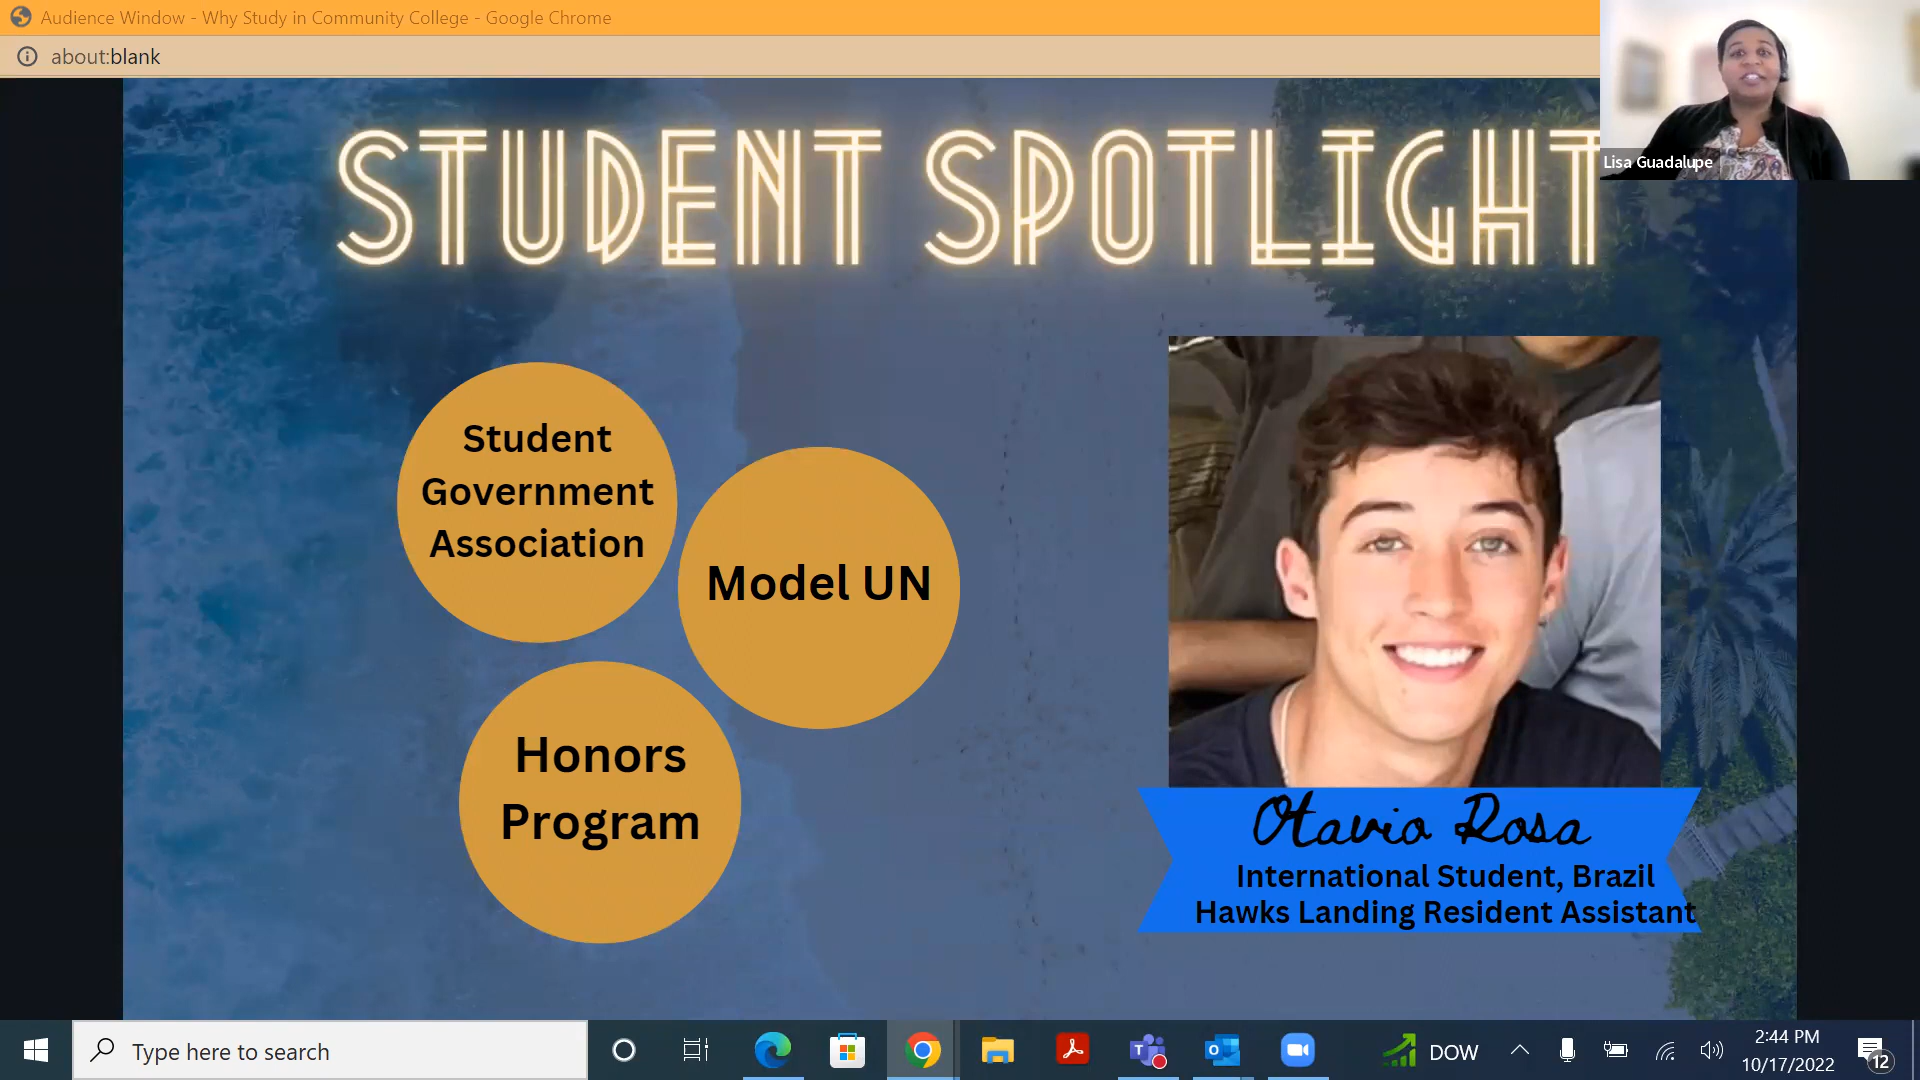 Audience Window - Why Study in Community College - Google Chrome
about:blank
Lisa Guadalupe
STUDENT SPOTLIGHT
Student
Government
Association
Model UN
Honors
Program
Otavio Rosa
International Student, Brazil
Hawks Landing Resident Assistant
Type here to search
DOW
2:44 PM
10/17/2022
12